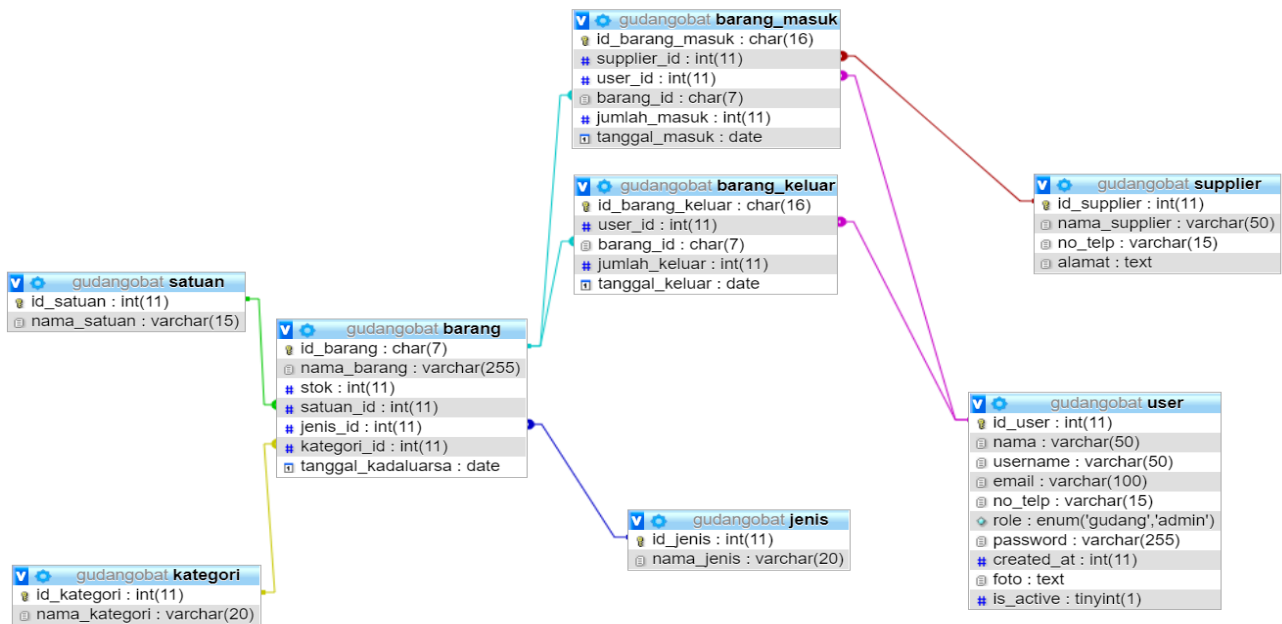 gudangobat barang_masuk
id_barang_masuk : char(16)
supplier_id : int(11)
user_id : int(11)
barang_id : char(7)
jumlah_masuk : int(11)
tanggal_masuk : date
gudangobat barang_keluar
id_barang_keluar : char(16)
user_id : int(11)
barang_id : char(7)
jumlah_keluar : int(11)
tanggal_keluar : date
gudangobat supplier
id_supplier : int(11)
nama_supplier : varchar(50)
no_telp : varchar(15)
alamat : text
gudangobat satuan
id_satuan : int(11)
nama_satuan : varchar(15)
gudangobat barang
id_barang : char(7)
nama_barang : varchar(255)
stok : int(11)
satuan_id : int(11)
jenis_id : int(11)
kategori_id : int(11)
tanggal_kadaluarsa : date
gudangobat user
id_user : int(11)
nama : varchar(50)
username : varchar(50)
email : varchar(100)
no_telp : varchar(15)
role : enum('gudang','admin')
password : varchar(255)
created_at : int(11)
foto : text
is_active : tinyint(1)
gudangobat jenis
id_jenis : int(11)
nama_jenis : varchar(20)
gudangobat kategori
id_kategori : int(11)
nama_kategori : varchar(20)